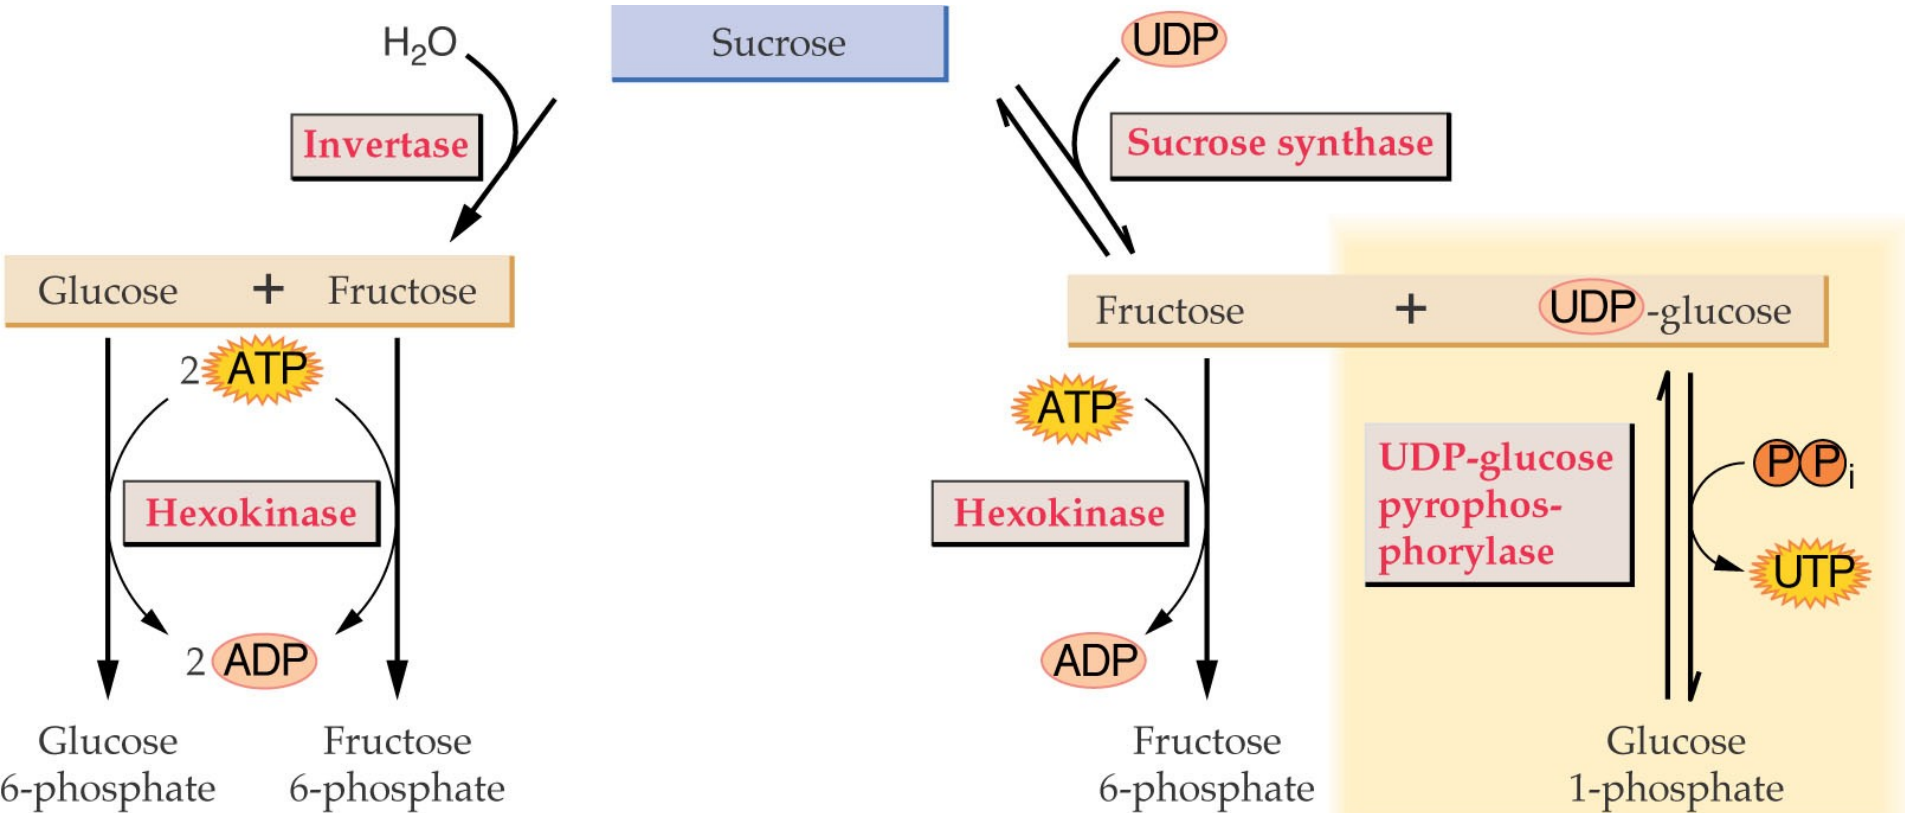 H₂O
Sucrose
UDP
Invertase
Sucrose synthase
Glucose + Fructose
Fructose + UDP-glucose
2 ATP
ATP
UDP-glucose
pyrophos-
phorylase
PPi
Hexokinase
Hexokinase
UTP
2 ADP
ADP
Glucose
6-phosphate
Fructose
6-phosphate
Fructose
6-phosphate
Glucose
1-phosphate